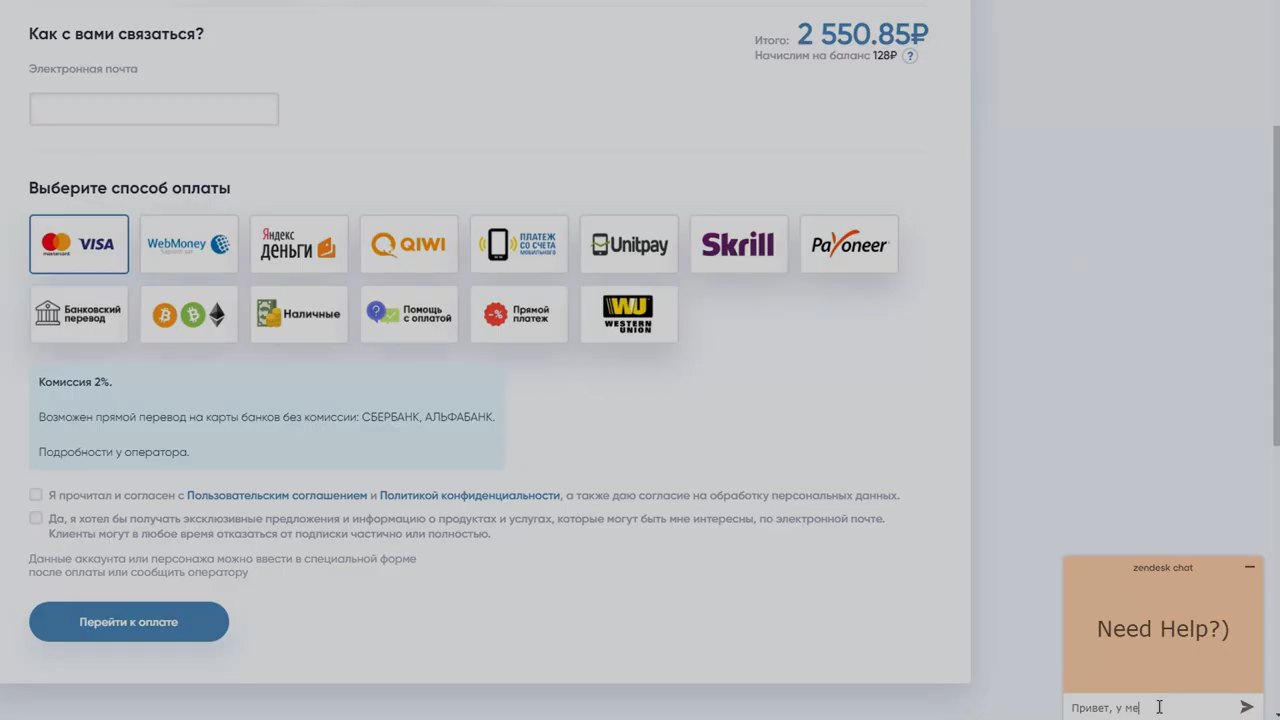 Как с вами связаться?
Итого: 2 550.85₽
Начислим на баланс 128₽ ?
Электронная почта
Выберите способ оплаты
mastercard VISA
WebMoney
Яндекс деньги
QIWI
ПЛАТЕЖ СО СЧЕТА МОБИЛЬНОГО
Unitpay
Skrill
Payoneer
Банковский перевод
Наличные
? Помощь с оплатой
-% Прямой платеж
WU WESTERN UNION
Комиссия 2%.
Возможен прямой перевод на карты банков без комиссии: СБЕРБАНК, АЛЬФАБАНК.
Подробности у оператора.
Я прочитал и согласен с Пользовательским соглашением и Политикой конфиденциальности, а также даю согласие на обработку персональных данных.
Да, я хотел бы получать эксклюзивные предложения и информацию о продуктах и услугах, которые могут быть мне интересны, по электронной почте.
Клиенты могут в любое время отказаться от подписки частично или полностью.
Данные аккаунта или персонажа можно ввести в специальной форме
после оплаты или сообщить оператору
Перейти к оплате
zendesk chat
Need Help?)
Привет, у ме